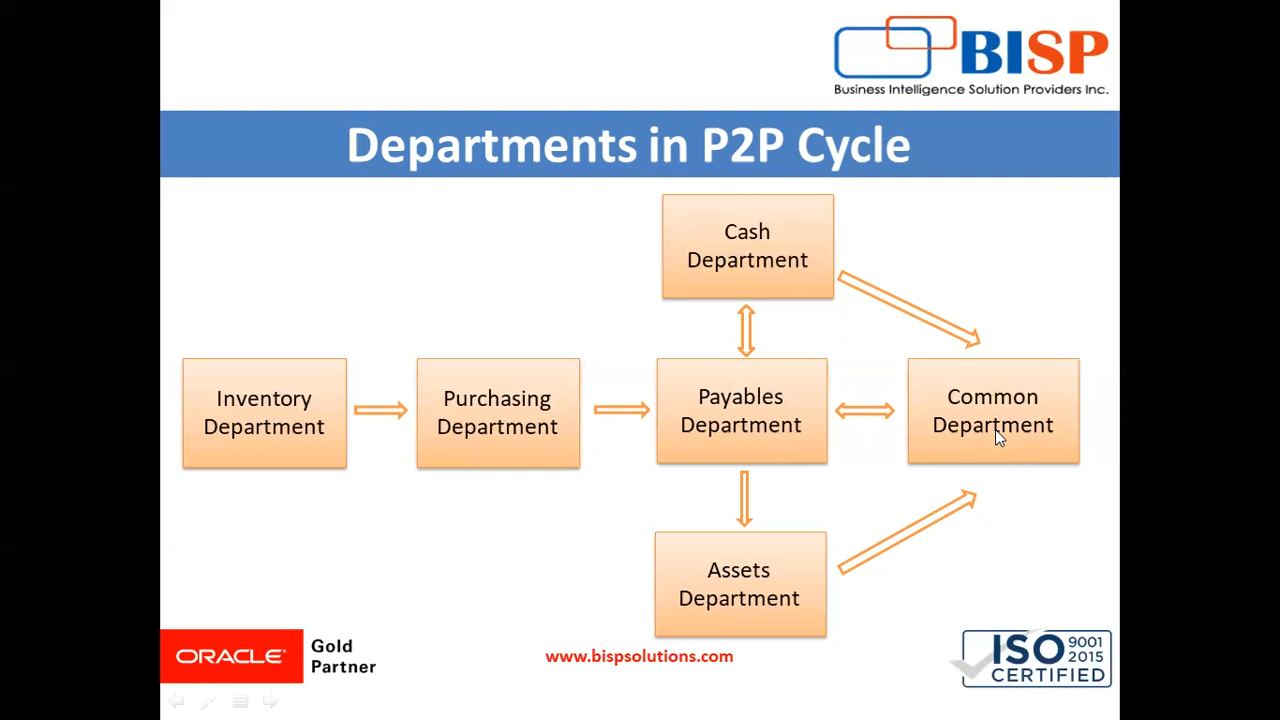 BISP
Business Intelligence Solution Providers Inc.
Departments in P2P Cycle
Cash
Department
Inventory
Department
Purchasing
Department
Payables
Department
Common
Department
Assets
Department
ORACLE
Gold
Partner
www.bispsolutions.com
ISO 9001
2015
CERTIFIED